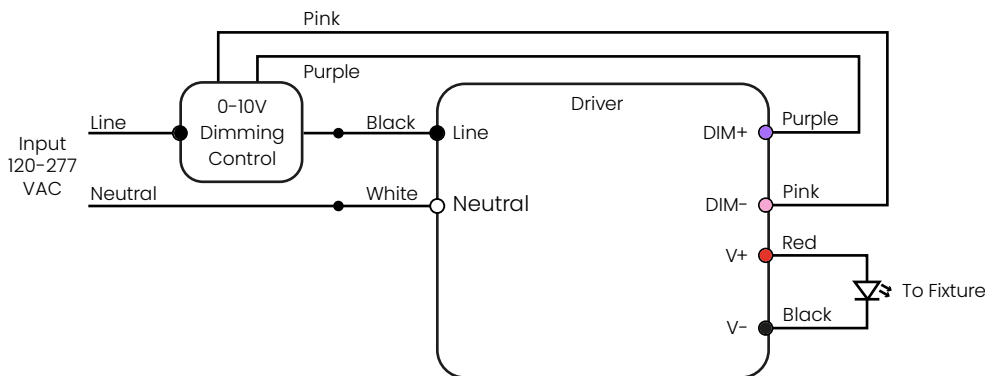 Pink
Purple
Driver
0-10V
Dimming
Control
Line
Black
Line
DIM+
Purple
Input
120-277
VAC
Neutral
White
Neutral
DIM-
Pink
V+
Red
To Fixture
V-
Black